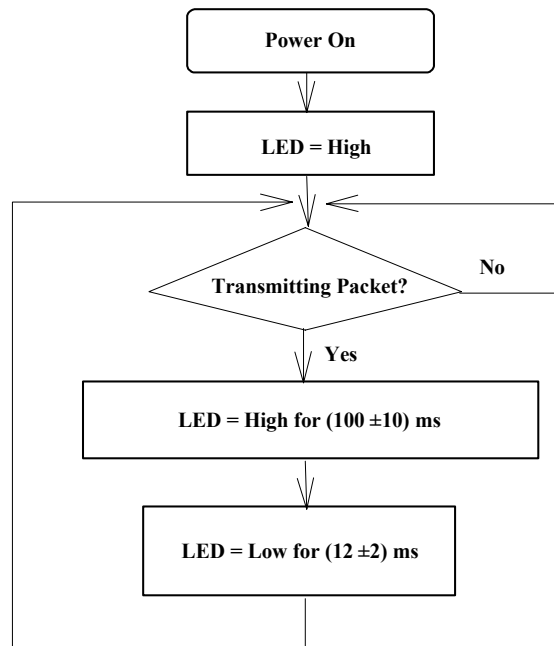 Power On
LED = High
Transmitting Packet?
No
Yes
LED = High for (100 ±10) ms
LED = Low for (12 ±2) ms